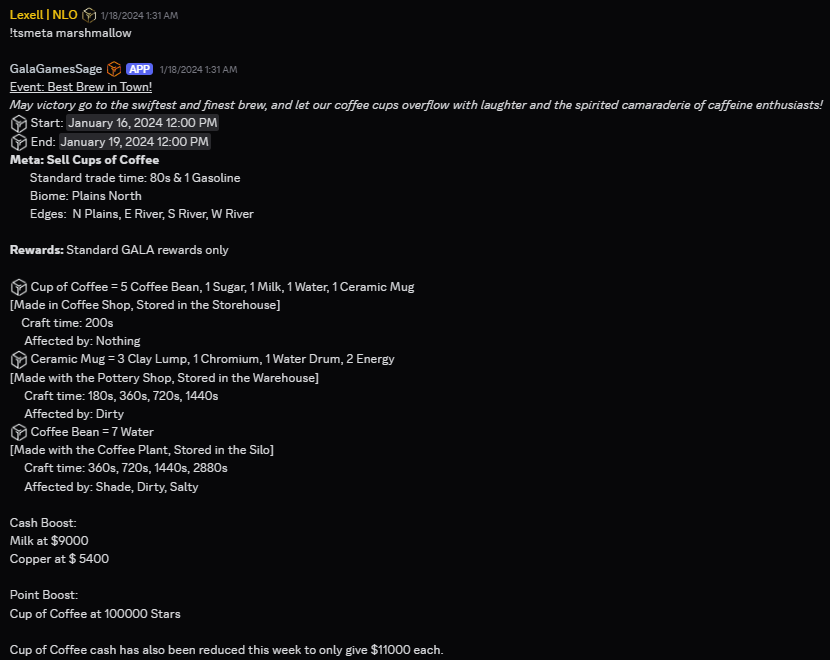 Lexell | NLO 1/18/2024 1:31 AM
!tsmeta marshmallow
GalaGamesSage APP 1/18/2024 1:31 AM
Event: Best Brew in Town!
May victory go to the swiftest and finest brew, and let our coffee cups overflow with laughter and the spirited camaraderie of caffeine enthusiasts!
Start: January 16, 2024 12:00 PM
End: January 19, 2024 12:00 PM
Meta: Sell Cups of Coffee
Standard trade time: 80s & 1 Gasoline
Biome: Plains North
Edges: N Plains, E River, S River, W River
Rewards: Standard GALA rewards only
Cup of Coffee = 5 Coffee Bean, 1 Sugar, 1 Milk, 1 Water, 1 Ceramic Mug
[Made in Coffee Shop, Stored in the Storehouse]
Craft time: 200s
Affected by: Nothing
Ceramic Mug = 3 Clay Lump, 1 Chromium, 1 Water Drum, 2 Energy
[Made with the Pottery Shop, Stored in the Warehouse]
Craft time: 180s, 360s, 720s, 1440s
Affected by: Dirty
Coffee Bean = 7 Water
[Made with the Coffee Plant, Stored in the Silo]
Craft time: 360s, 720s, 1440s, 2880s
Affected by: Shade, Dirty, Salty
Cash Boost:
Milk at $9000
Copper at $ 5400
Point Boost:
Cup of Coffee at 100000 Stars
Cup of Coffee cash has also been reduced this week to only give $11000 each.